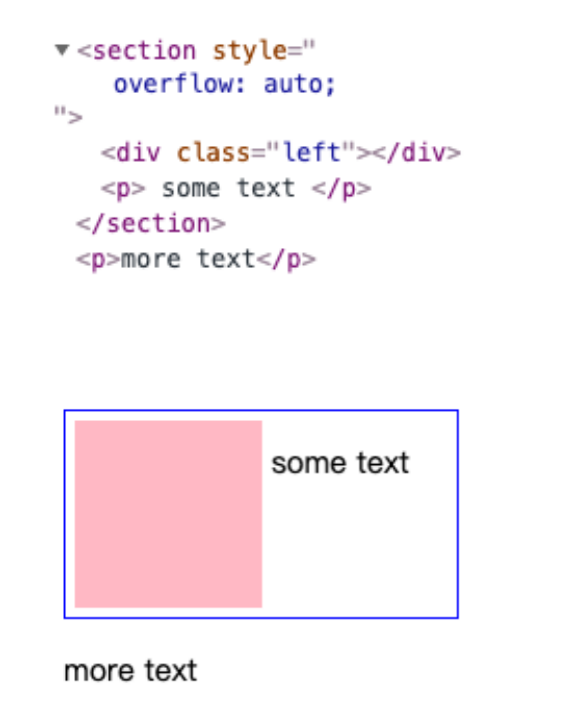 ▼<section style="
overflow: auto;
">
<div class="left"></div>
<p> some text </p>
</section>
<p>more text</p>
some text
more text